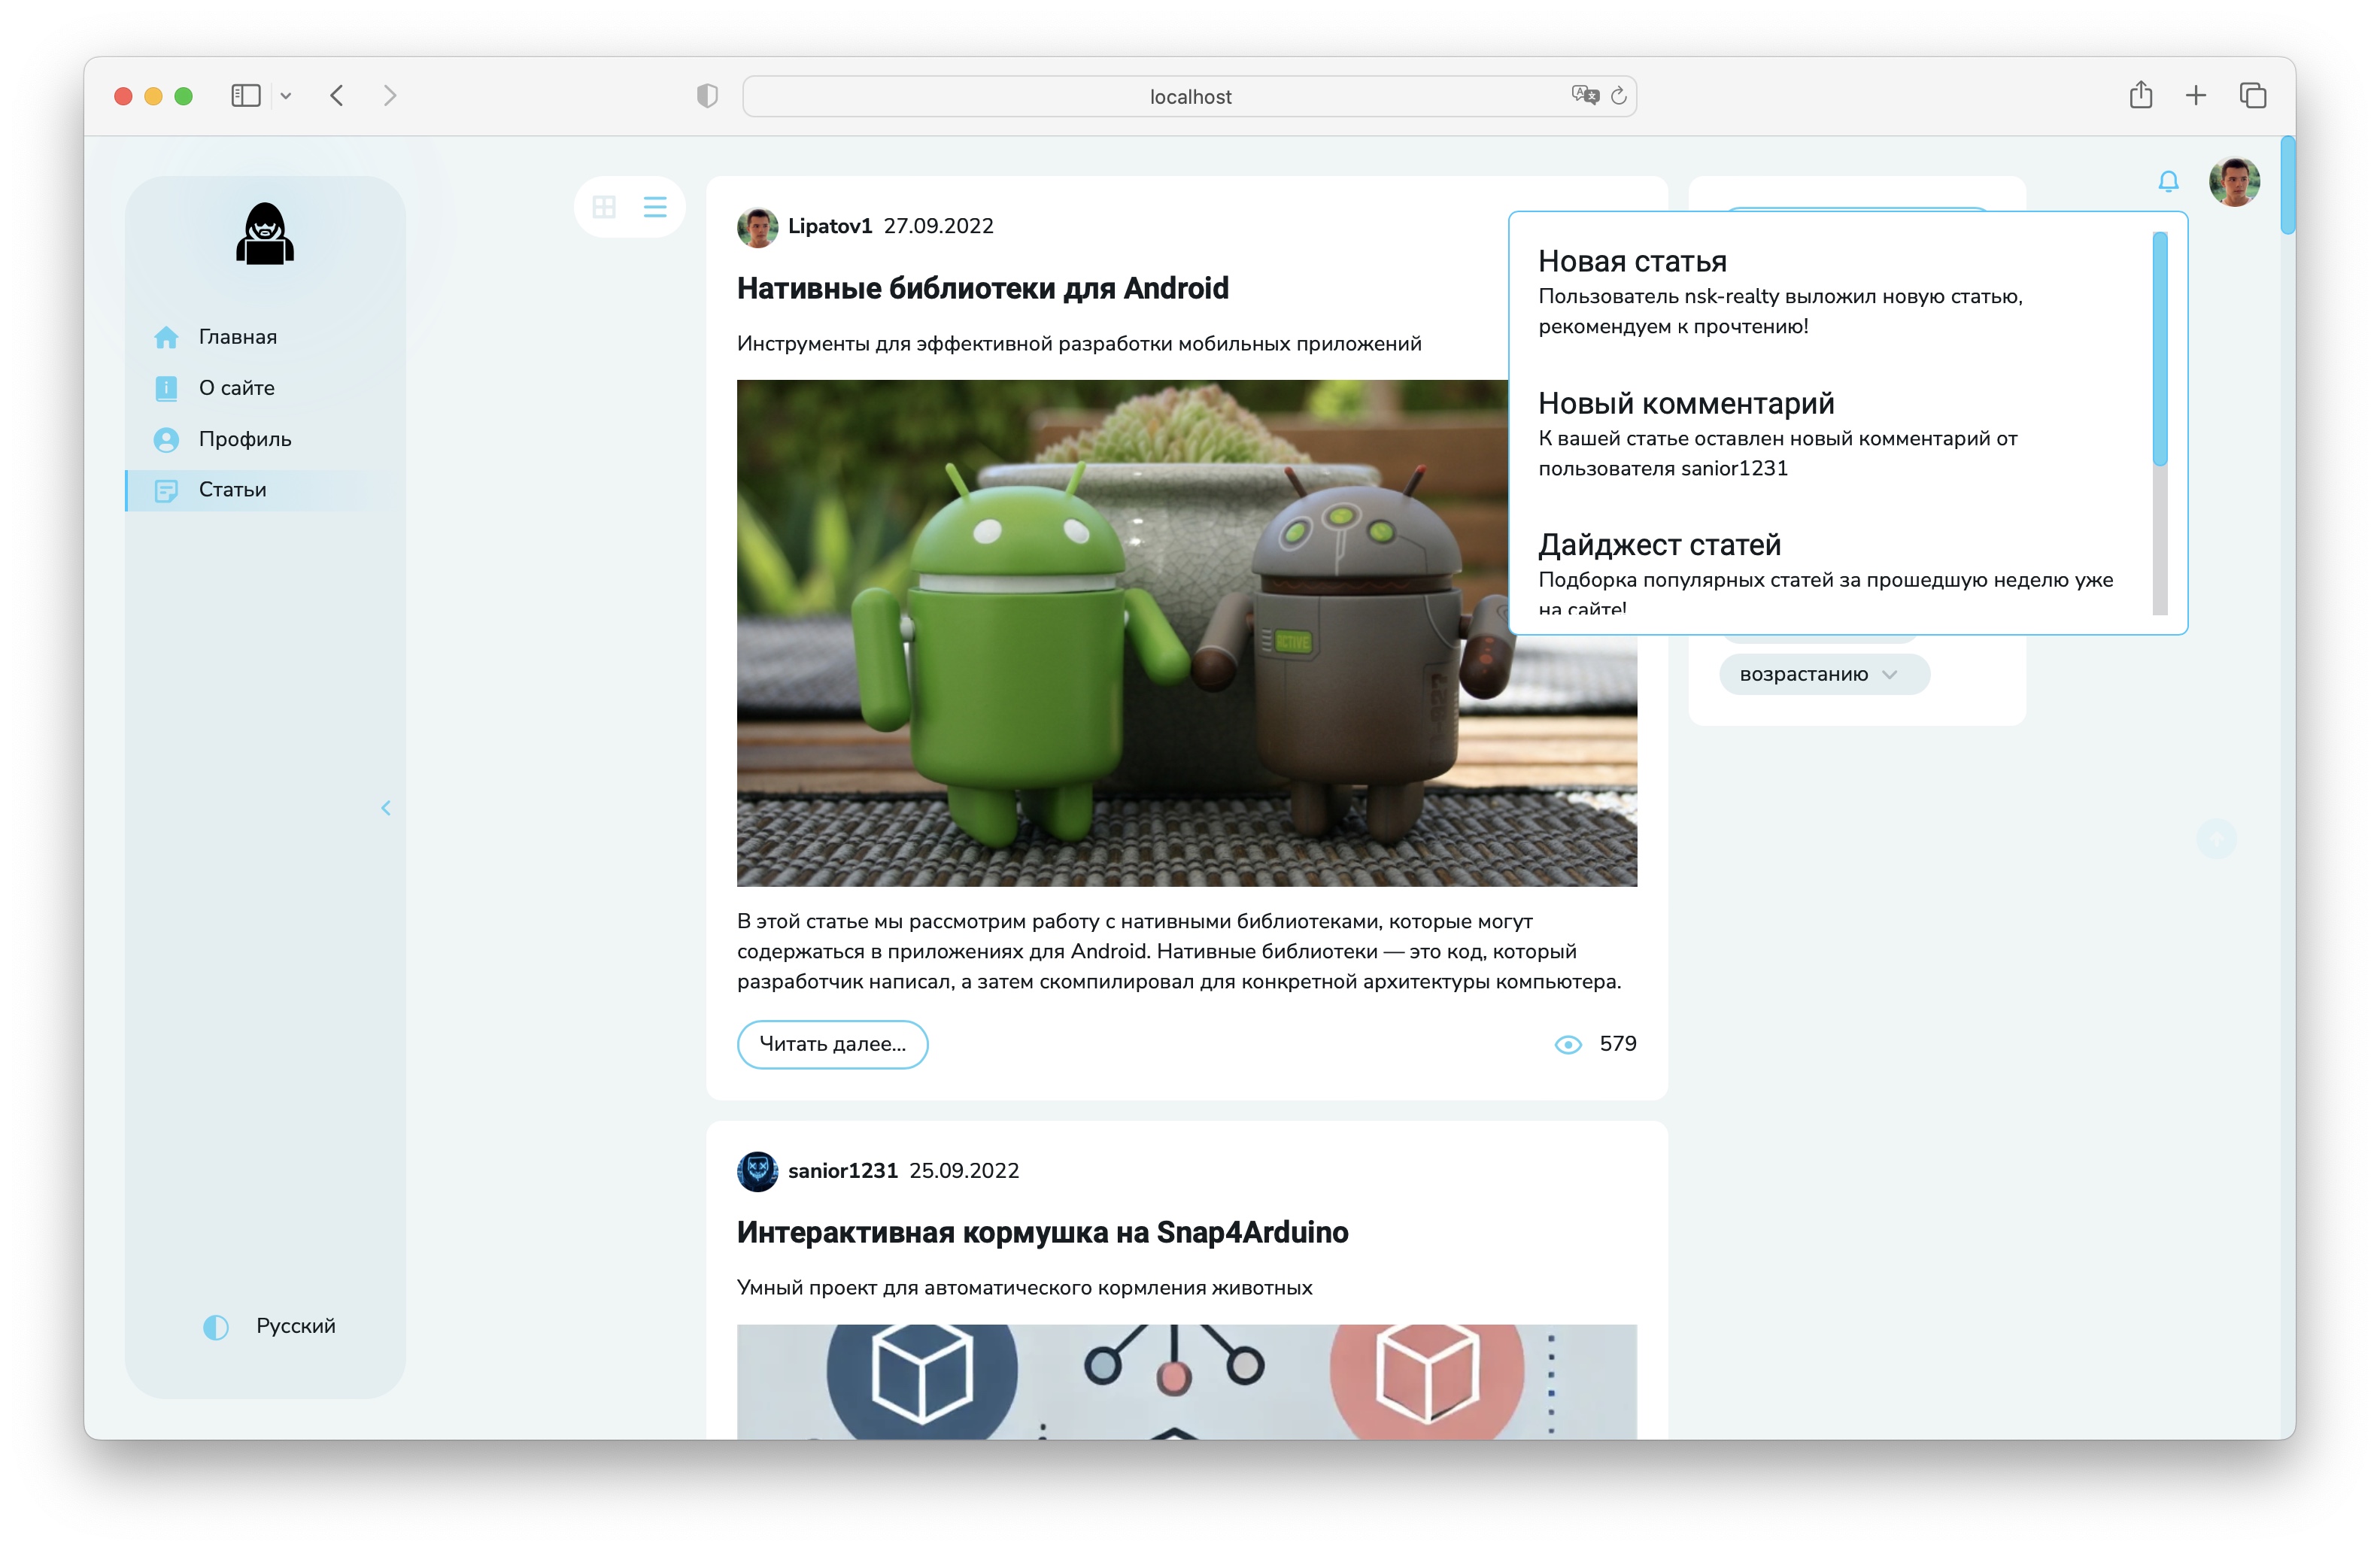 localhost
Главная
О сайте
Профиль
Статьи
Русский
Lipatov1 27.09.2022
Нативные библиотеки для Android
Инструменты для эффективной разработки мобильных приложений
ACTIVE
В этой статье мы рассмотрим работу с нативными библиотеками, которые могут
содержаться в приложениях для Android. Нативные библиотеки — это код, который
разработчик написал, а затем скомпилировал для конкретной архитектуры компьютера.
Читать далее...
579
sanior1231 25.09.2022
Интерактивная кормушка на Snap4Arduino
Умный проект для автоматического кормления животных
Новая статья
Пользователь nsk-realty выложил новую статью,
рекомендуем к прочтению!
Новый комментарий
К вашей статье оставлен новый комментарий от
пользователя sanior1231
Дайджест статей
Подборка популярных статей за прошедшую неделю уже
на сайте!
возрастанию